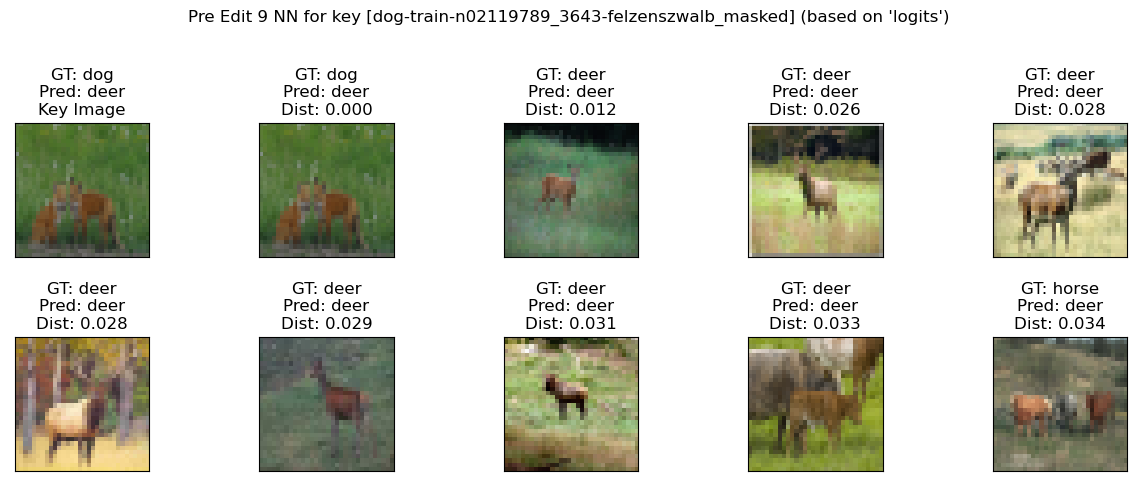 Pre Edit 9 NN for key [dog-train-n02119789_3643-felzenszwalb_masked] (based on 'logits')
GT: dog
Pred: deer
Key Image
GT: dog
Pred: deer
Dist: 0.000
GT: deer
Pred: deer
Dist: 0.012
GT: deer
Pred: deer
Dist: 0.026
GT: deer
Pred: deer
Dist: 0.028
GT: deer
Pred: deer
Dist: 0.028
GT: deer
Pred: deer
Dist: 0.029
GT: deer
Pred: deer
Dist: 0.031
GT: deer
Pred: deer
Dist: 0.033
GT: horse
Pred: deer
Dist: 0.034